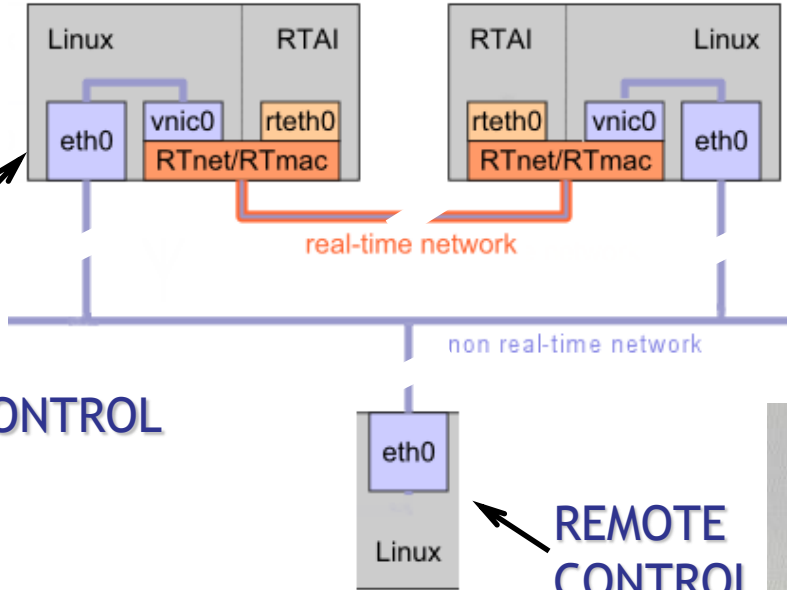 Linux RTAI
RTAI Linux
eth0 vnic0 rteth0
RTnet/RTmac
rteth0 vnic0 eth0
RTnet/RTmac
real-time network
non real-time network
ONTROL
eth0
Linux
REMOTE
CONTROL